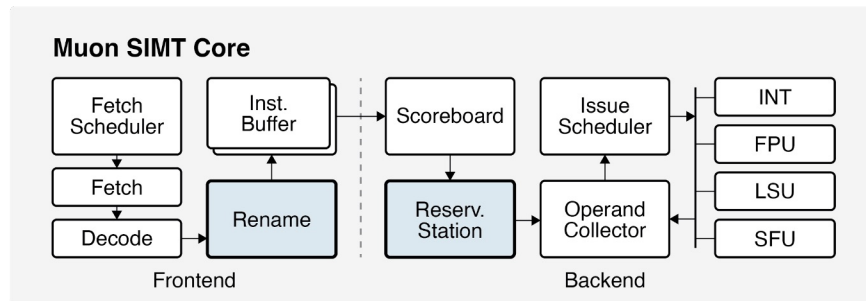 Muon SIMT Core
Fetch
Scheduler
Fetch
Decode
Inst.
Buffer
Rename
Frontend
Scoreboard
Reserv.
Station
Issue
Scheduler
Operand
Collector
INT
FPU
LSU
SFU
Backend